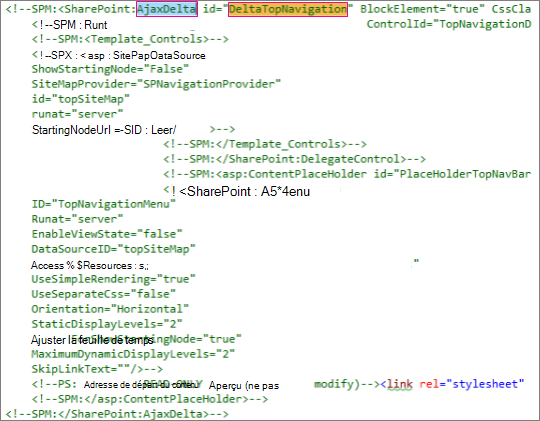 <!--SPM:<SharePoint:AjaxDelta id="DeltaTopNavigation" BlockElement="true" CssCla
<!--SPM : Runt ControlId="TopNavigationD
<!--SPM:<Template_Controls>-->
<!--SPX : <asp : SitePapOataSource
ShowStartingNode="False"
SiteMapProvider="SPNavigationProvider"
id="topSiteMap"
runat="server"
StartingNodeUrl =-SID : Leer/ >-->
<!--SPM:</Template_Controls>-->
<!--SPM:</SharePoint:DelegateControl>-->
<!--SPM:<asp:ContentPlaceHolder id="PlaceHolderTopNavBar
<! <SharePoint : A5*4enu
ID="TopNavigationMenu"
Runat="server"
EnableViewState="false"
DataSourceID="topSiteMap"
Access % $Resources : s,; "
UseSimpleRendering="true"
UseSeparateCss="false"
Orientation="Horizontal"
StaticDisplayLevels="2"
Ajuster la feuille de temps Node="true"
MaximumDynamicDisplayLevels="2"
SkipLinkText=""/>-->
<!--PS: Adresse de départ du contenu Aperçu (ne pas modify)--><link rel="stylesheet"
<!--SPM:</asp:ContentPlaceHolder>-->
<!--SPM:</SharePoint:AjaxDelta>-->